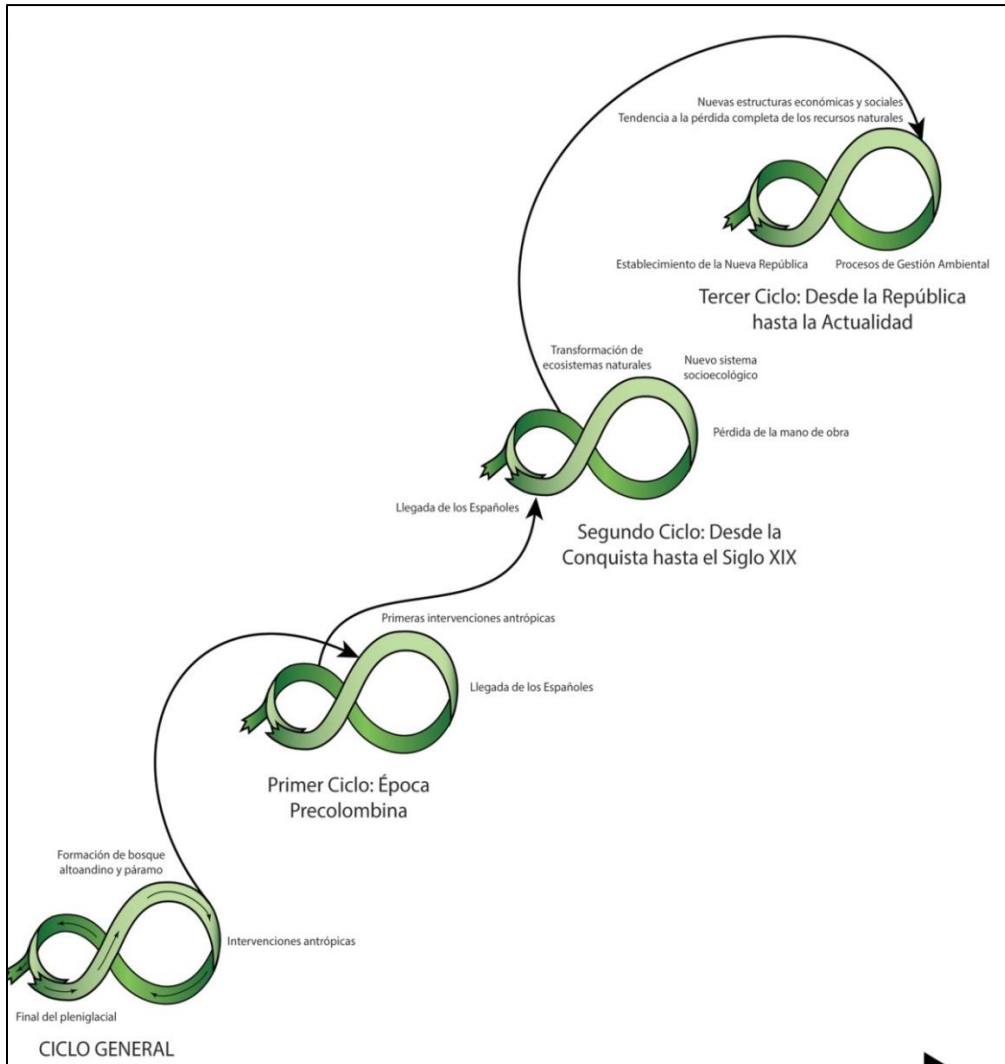 Nuevas estructuras económicas y sociales
Tendencia a la pérdida completa de los recursos naturales
Establecimiento de la Nueva República
Procesos de Gestión Ambiental
Tercer Ciclo: Desde la República
hasta la Actualidad
Transformación de
ecosistemas naturales
Nuevo sistema
socioecológico
Pérdida de la mano de obra
Llegada de los Españoles
Segundo Ciclo: Desde la
Conquista hasta el Siglo XIX
Primeras intervenciones antrópicas
Llegada de los Españoles
Primer Ciclo: Época
Precolombina
Formación de bosque
altoandino y páramo
Intervenciones antrópicas
Final del pleniglacial
CICLO GENERAL